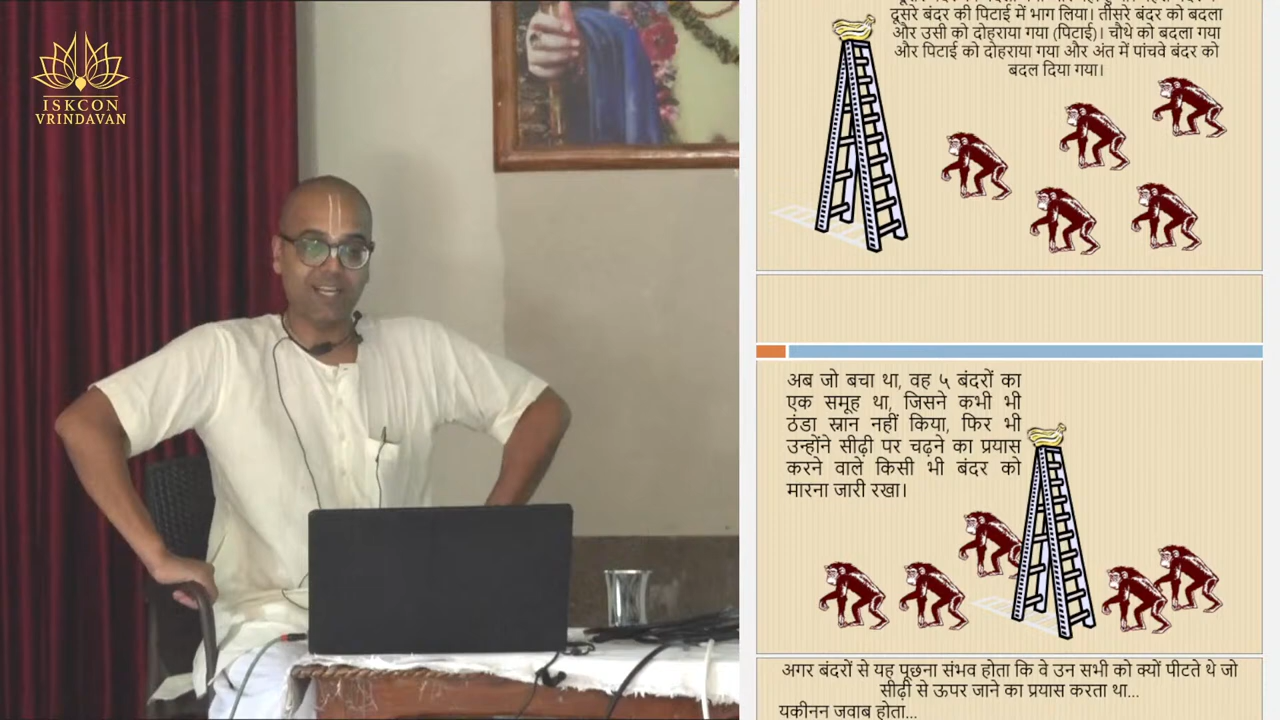 ISKCON
VRINDAVAN
दूसरे बंदर की पिटाई में भाग लिया। तीसरे बंदर को बदला
और उसी को दोहराया गया (पिटाई)। चौथे को बदला गया
और पिटाई को दोहराया गया और अंत में पांचवे बंदर को
बदल दिया गया।
अब जो बचा था, वह ५ बंदरों का
एक समूह था, जिसने कभी भी
ठंडा स्नान नहीं किया, फिर भी
उन्होंने सीढ़ी पर चढ़ने का प्रयास
करने वाले किसी भी बंदर को
मारना जारी रखा।
अगर बंदरों से यह पूछना संभव होता कि वे उन सभी को क्यों पीटते थे जो
सीढ़ी से ऊपर जाने का प्रयास करता था...
यकीनन जवाब होता...